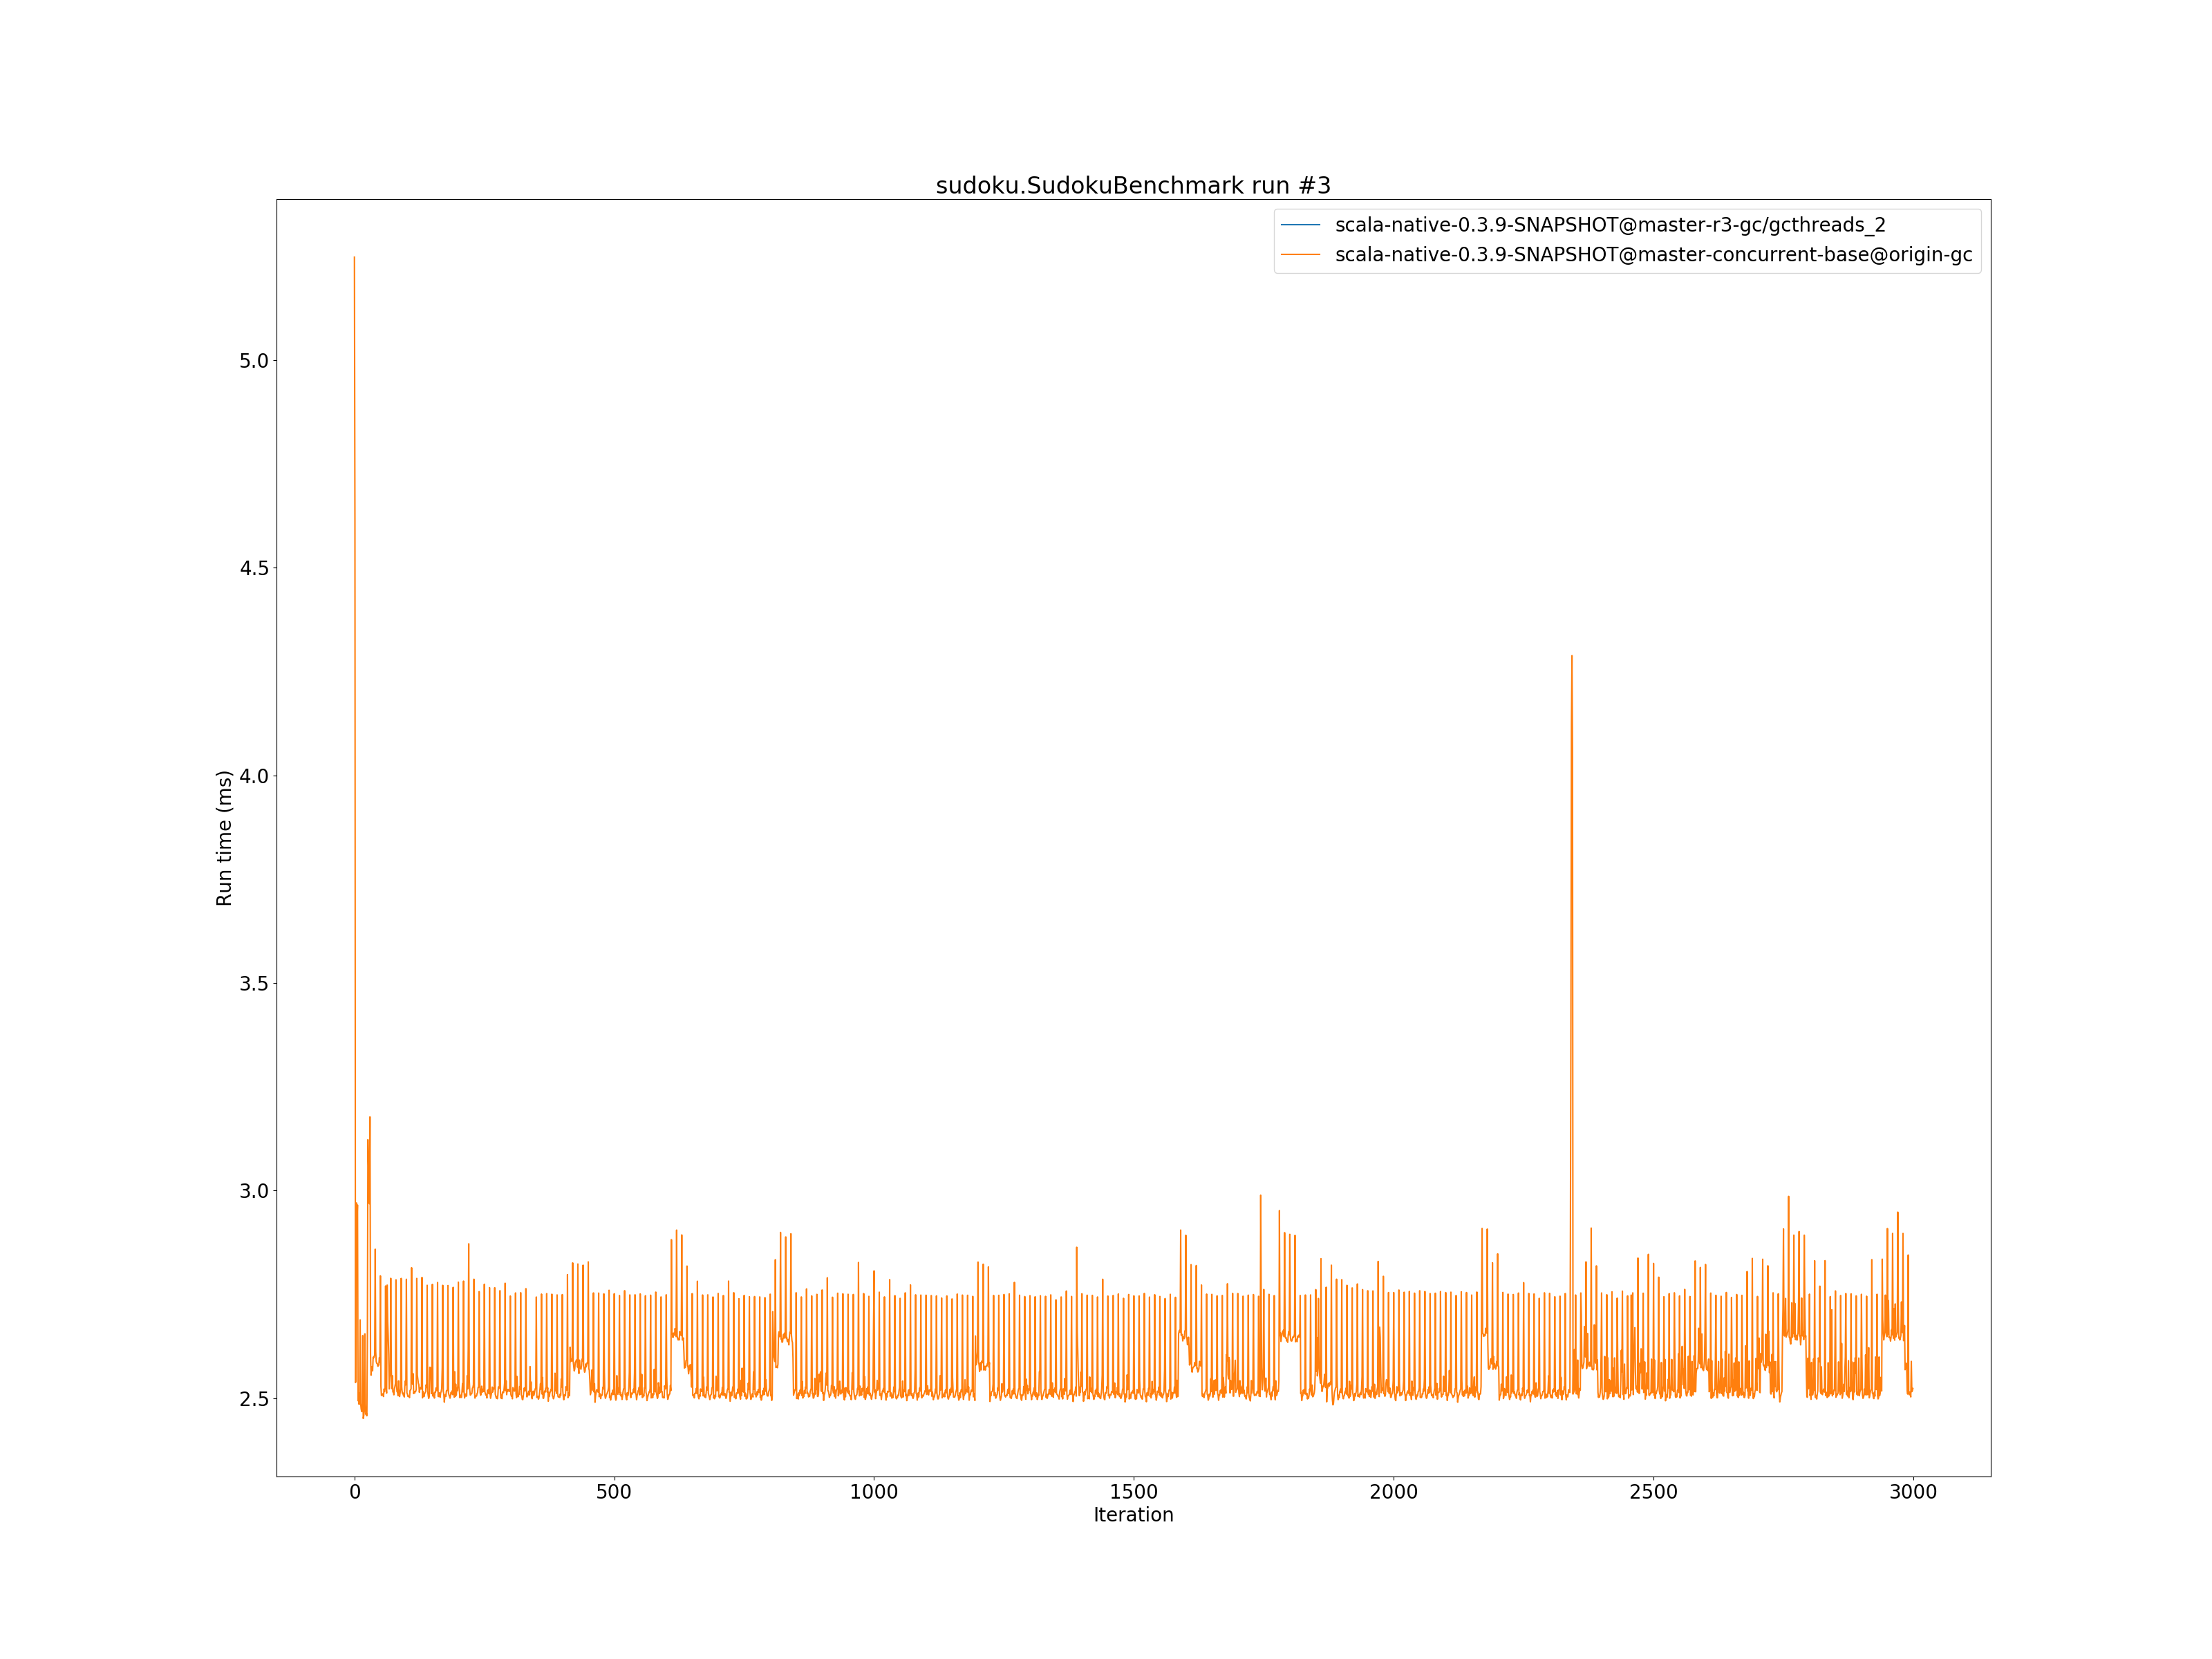 sudoku.SudokuBenchmark run #3
scala-native-0.3.9-SNAPSHOT@master-r3-gc/gcthreads_2
scala-native-0.3.9-SNAPSHOT@master-concurrent-base@origin-gc
5.0
4.5
4.0
3.5
3.0
2.5
Run time (ms)
0 500 1000 1500 2000 2500 3000
Iteration